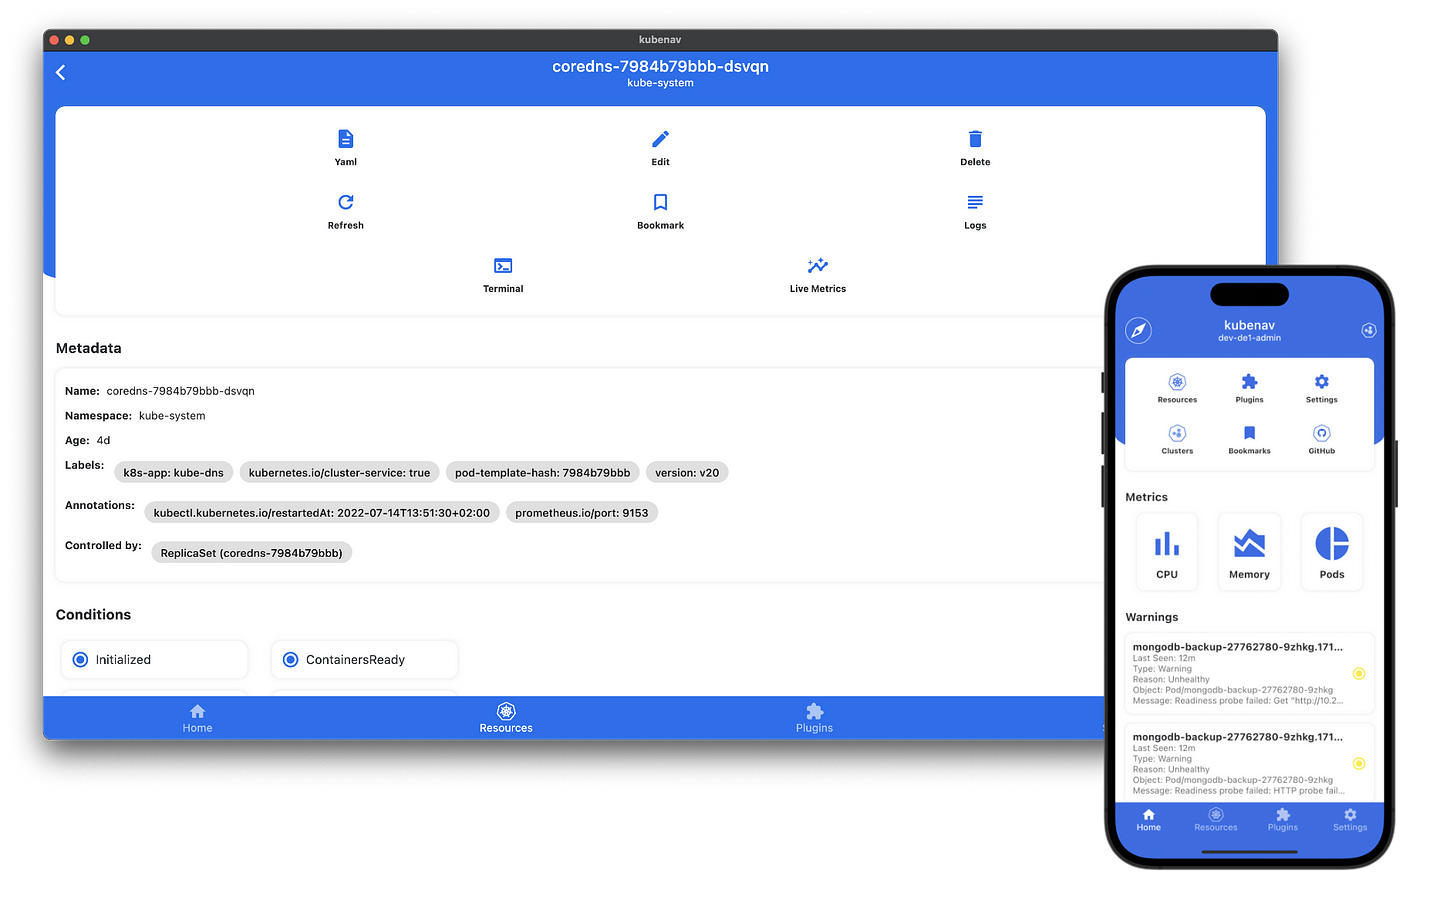 kubenav
coredns-7984b79bbb-dsvqn
kube-system
Yaml
Edit
Delete
Refresh
Bookmark
Logs
Terminal
Live Metrics
Metadata
Name: coredns-7984b79bbb-dsvqn
Namespace: kube-system
Age: 4d
Labels: k8s-app: kube-dns kubernetes.io/cluster-service: true pod-template-hash: 7984b79bbb version: v20
Annotations: kubectl.kubernetes.io/restartedAt: 2022-07-14T13:51:30+02:00 prometheus.io/port: 9153
Controlled by: ReplicaSet (coredns-7984b79bbb)
Conditions
Initialized
ContainersReady
Home
Resources
Plugins
kubenav
dev-de1-admin
Resources
Plugins
Settings
Clusters
Bookmarks
GitHub
Metrics
CPU
Memory
Pods
Warnings
mongodb-backup-27762780-9zhkg.171...
Last Seen: 12m
Type: Warning
Reason: Unhealthy
Object: Pod/mongodb-backup-27762780-9zhkg
Message: Readiness probe failed: Get "http://10.2...
mongodb-backup-27762780-9zhkg.171...
Last Seen: 12m
Type: Warning
Reason: Unhealthy
Object: Pod/mongodb-backup-27762780-9zhkg
Message: Readiness probe failed: HTTP probe fail...
Home
Resources
Plugins
Settings